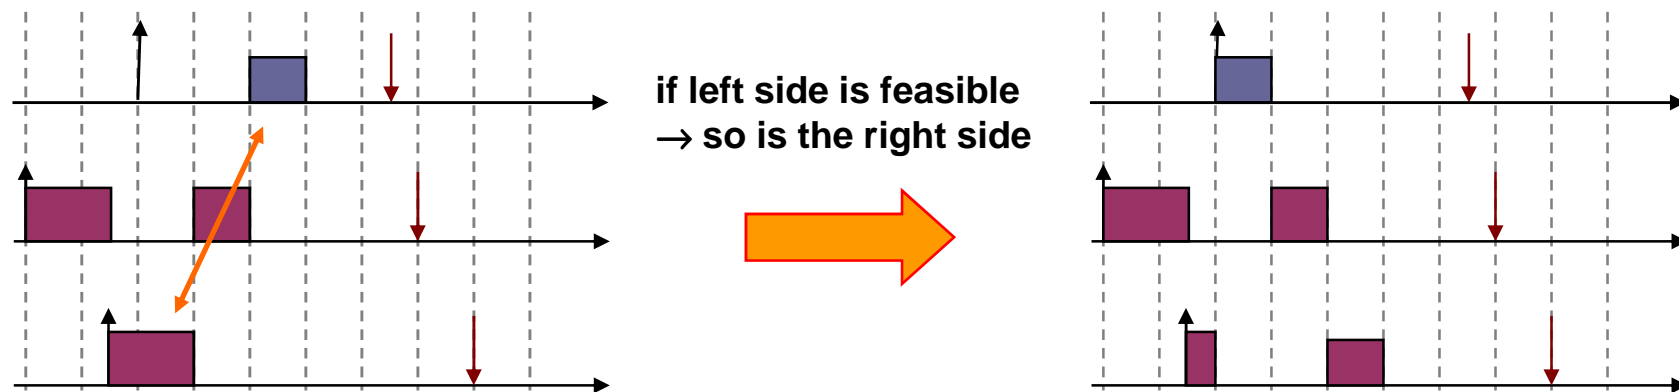 if left side is feasible
→ so is the right side